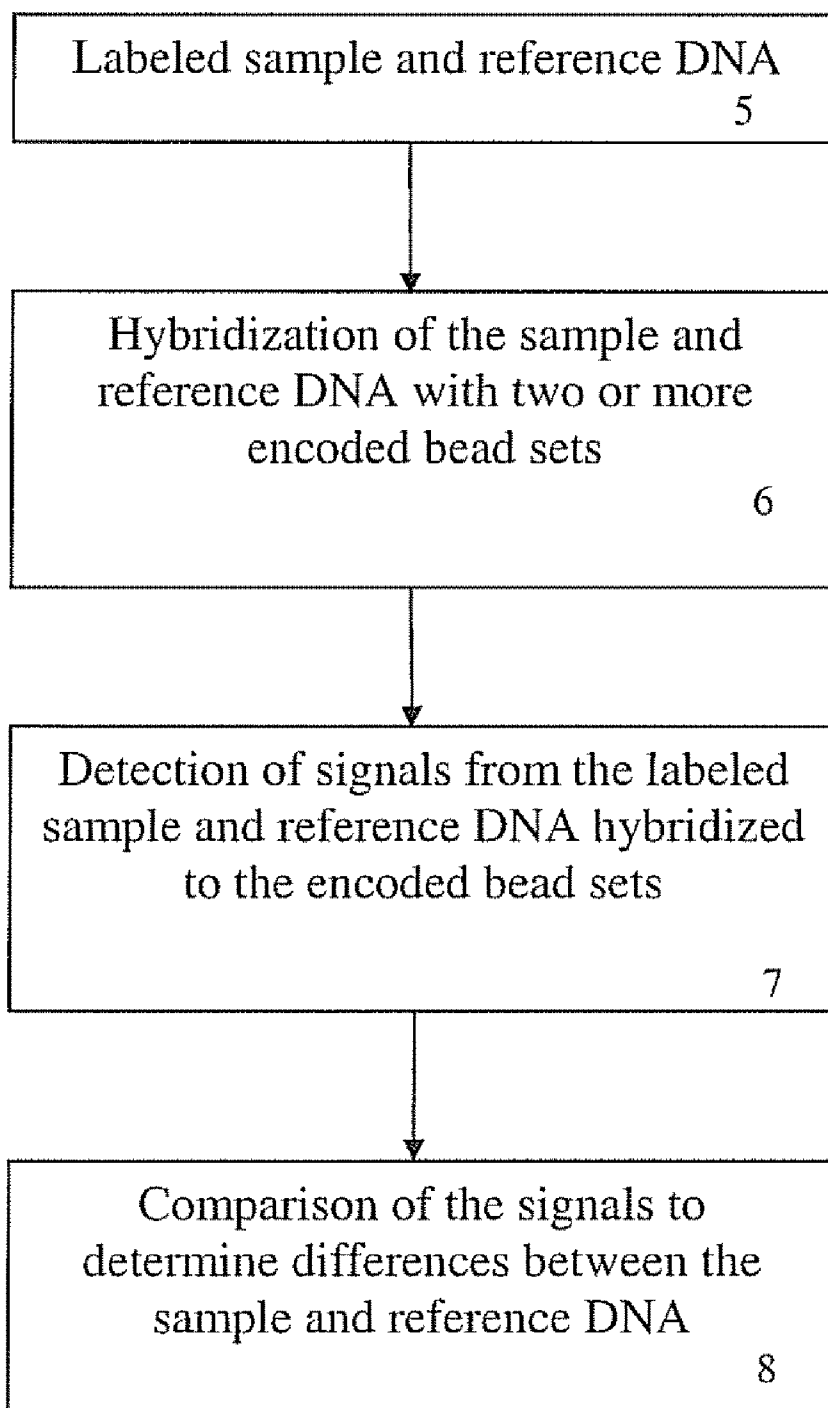 Labeled sample and reference DNA
5
Hybridization of the sample and
reference DNA with two or more
encoded bead sets
6
Detection of signals from the labeled
sample and reference DNA hybridized
to the encoded bead sets
7
Comparison of the signals to
determine differences between the
sample and reference DNA
8